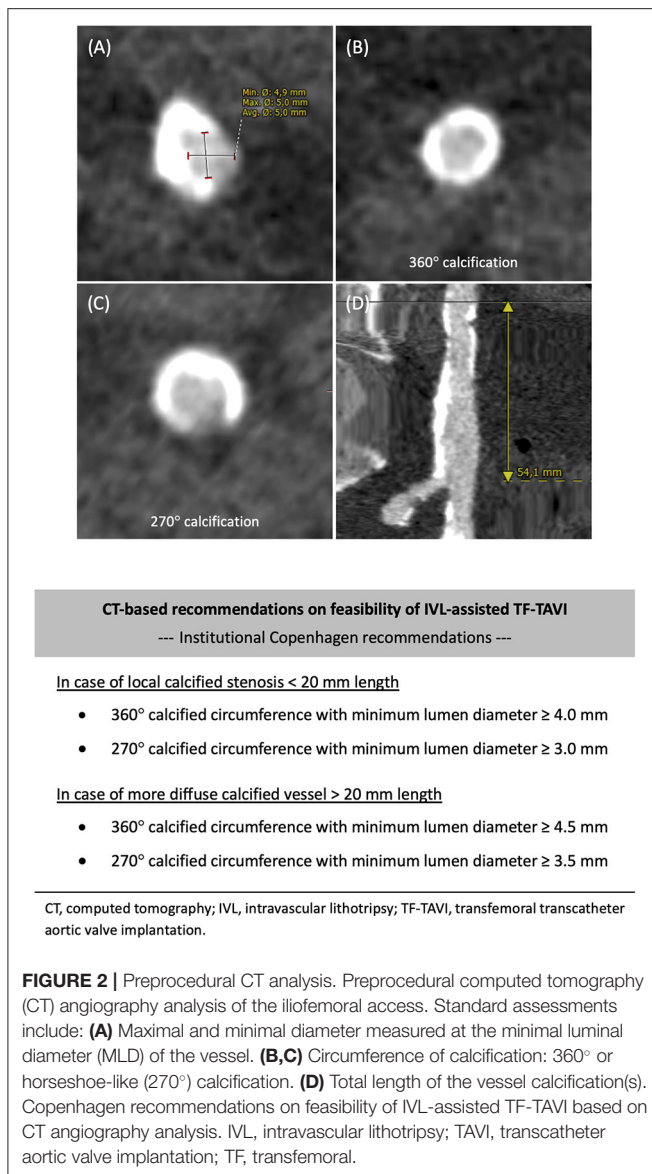 (A)
Min. Ø: 4,9 mm
Max. Ø: 5,0 mm
Avg. Ø: 5,0 mm
(B)
360° calcification
(C)
270° calcification
(D)
54,1 mm
CT-based recommendations on feasibility of IVL-assisted TF-TAVI
--- Institutional Copenhagen recommendations ---
In case of local calcified stenosis < 20 mm length
• 360° calcified circumference with minimum lumen diameter ≥ 4.0 mm
• 270° calcified circumference with minimum lumen diameter ≥ 3.0 mm
In case of more diffuse calcified vessel > 20 mm length
• 360° calcified circumference with minimum lumen diameter ≥ 4.5 mm
• 270° calcified circumference with minimum lumen diameter ≥ 3.5 mm
CT, computed tomography; IVL, intravascular lithotripsy; TF-TAVI, transfemoral transcatheter
aortic valve implantation.
FIGURE 2 | Preprocedural CT analysis. Preprocedural computed tomography
(CT) angiography analysis of the iliofemoral access. Standard assessments
include: (A) Maximal and minimal diameter measured at the minimal luminal
diameter (MLD) of the vessel. (B,C) Circumference of calcification: 360° or
horseshoe-like (270°) calcification. (D) Total length of the vessel calcification(s).
Copenhagen recommendations on feasibility of IVL-assisted TF-TAVI based on
CT angiography analysis. IVL, intravascular lithotripsy; TAVI, transcatheter
aortic valve implantation; TF, transfemoral.